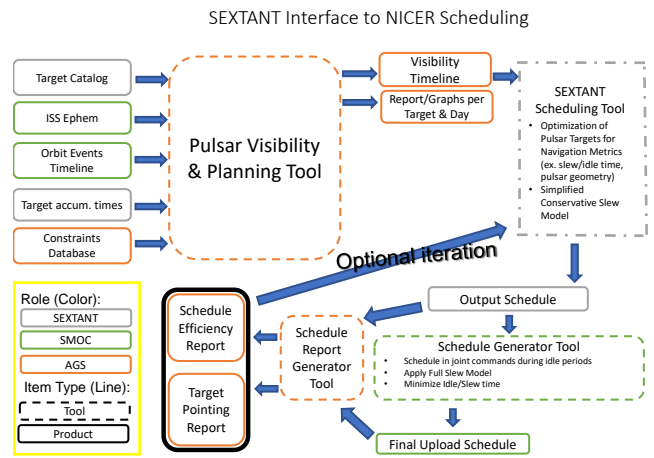 SEXTANT Interface to NICER Scheduling
Target Catalog
ISS Ephem
Orbit Events
Timeline
Target accum. times
Constraints
Database
Pulsar Visibility
& Planning Tool
Visibility
Timeline
Report/Graphs per
Target & Day
SEXTANT
Scheduling Tool
• Optimization of
Pulsar Targets for
Navigation Metrics
(ex. slew/idle time,
pulsar geometry)
• Simplified
Conservative Slew
Model
Optional iteration
Output Schedule
Schedule Generator Tool
• Schedule in joint commands during idle periods
• Apply Full Slew Model
• Minimize Idle/Slew time
Final Upload Schedule
Schedule
Report
Generator
Tool
Schedule
Efficiency
Report
Target
Pointing
Report
Role (Color):
SEXTANT
SMOC
AGS
Item Type (Line):
Tool
Product